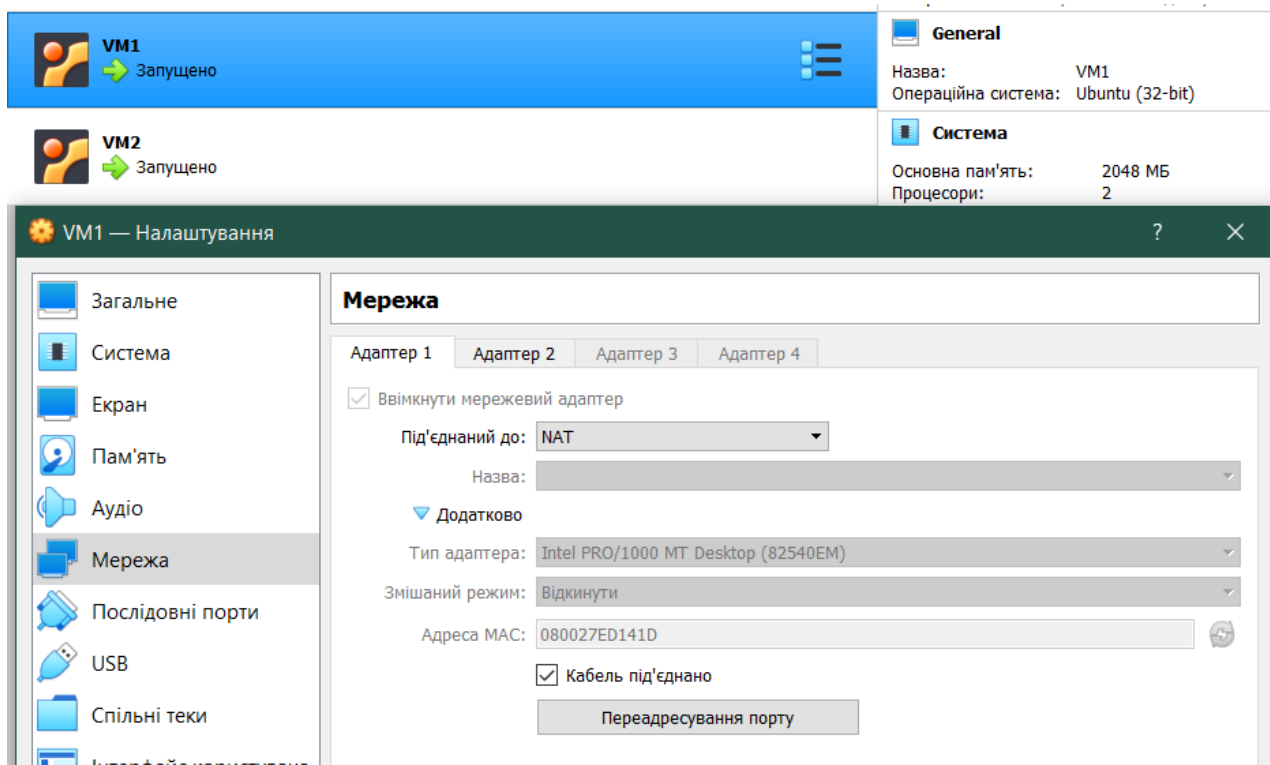 VM1
Запущено
VM2
Запущено
General
Назва: VM1
Операційна система: Ubuntu (32-bit)
Система
Основна пам'ять: 2048 МБ
Процесори: 2
VM1 — Налаштування ? ×
Загальне
Система
Екран
Пам'ять
Аудіо
Мережа
Послідовні порти
USB
Спільні теки
Інтерфейс користувача
Мережа
Адаптер 1 Адаптер 2 Адаптер 3 Адаптер 4
Ввімкнути мережевий адаптер
Під'єднаний до: NAT
Назва:
Додатково
Тип адаптера: Intel PRO/1000 MT Desktop (82540EM)
Змішаний режим: Відкинути
Адреса MAC: 080027ED141D
Кабель під'єднано
Переадресування порту